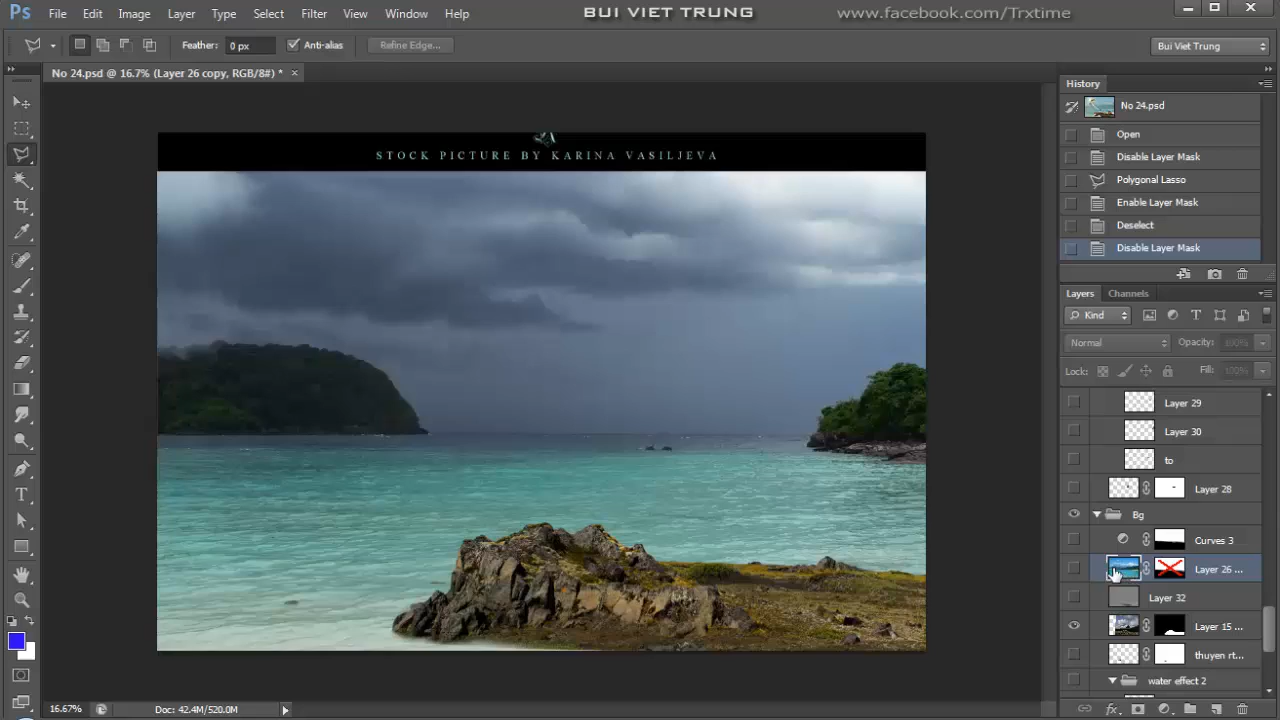 Ps File Edit Image Layer Type Select Filter View Window Help BUI VIET TRUNG www.facebook.com/Trxtime
Feather: 0 px Anti-alias Refine Edge... Bui Viet Trung
No 24.psd @ 16.7% (Layer 26 copy, RGB/8#) * ×
STOCK PICTURE BY KARINA VASILJEVA
History
No 24.psd
Open
Disable Layer Mask
Polygonal Lasso
Enable Layer Mask
Deselect
Disable Layer Mask
Layers Channels
Kind
Normal Opacity: 100%
Lock: Fill: 100%
Layer 29
Layer 30
to
Layer 28
Bg
Curves 3
Layer 26 ...
Layer 32
Layer 15 ...
thuyen rt...
water effect 2
16.67% Doc: 42.4M/520.0M